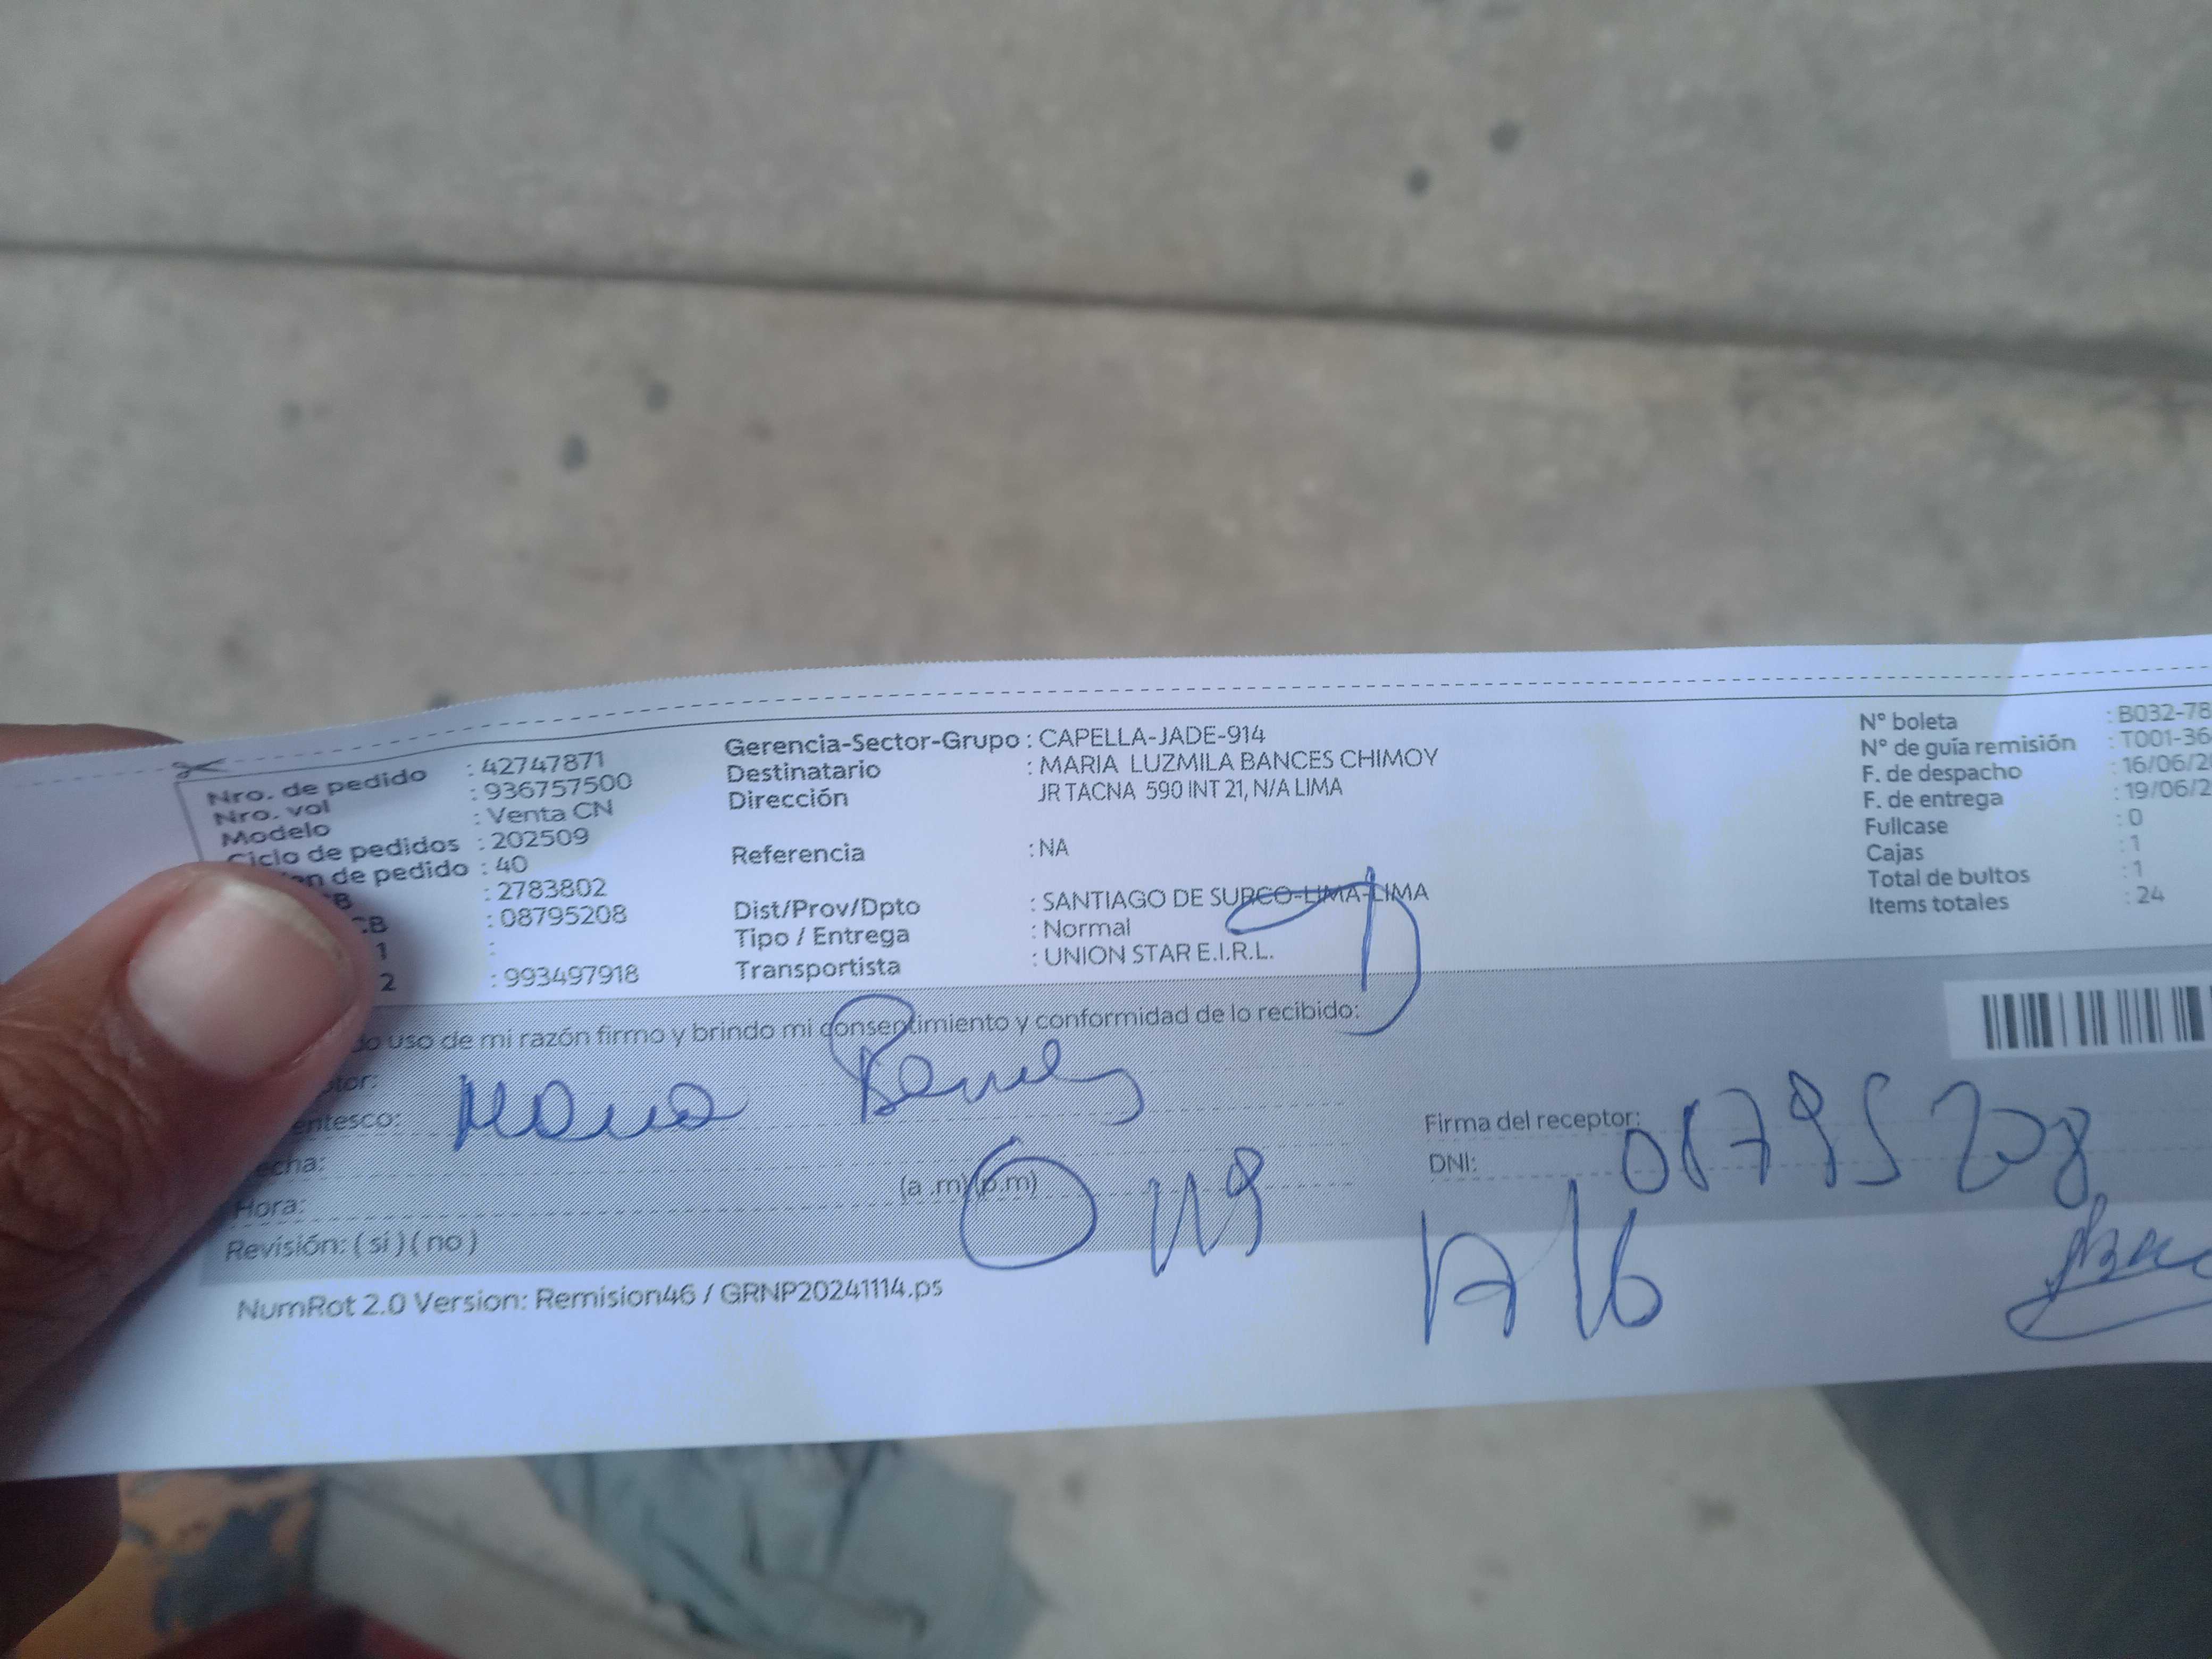 Nro. de pedido : 42747871
Nro. vol : 936757500
Modelo : Venta CN
Ciclo de pedidos : 202509
de pedido : 40
: 2783802
: 08795208
1 :
2 : 993497918
Gerencia-Sector-Grupo : CAPELLA-JADE-914
Destinatario : MARIA LUZMILA BANCES CHIMOY
Dirección JR TACNA 590 INT 21, N/A LIMA
Referencia : NA
Dist/Prov/Dpto : SANTIAGO DE SURCO-LIMA-LIMA
Tipo / Entrega : Normal
Transportista : UNION STAR E.I.R.L.
N° boleta : B032-78
N° de guía remisión : T001-36
F. de despacho : 16/06/2
F. de entrega : 19/06/2
Fullcase : 0
Cajas : 1
Total de bultos : 1
Items totales : 24
uso de mi razón firmo y brindo mi consentimiento y conformidad de lo recibido:
Maria Bances
Hora: (a .m) (p.m)
Revisión: ( si ) ( no )
Firma del receptor:
DNI: 08795208
NumRot 2.0 Version: Remision46 / GRNP20241114.ps